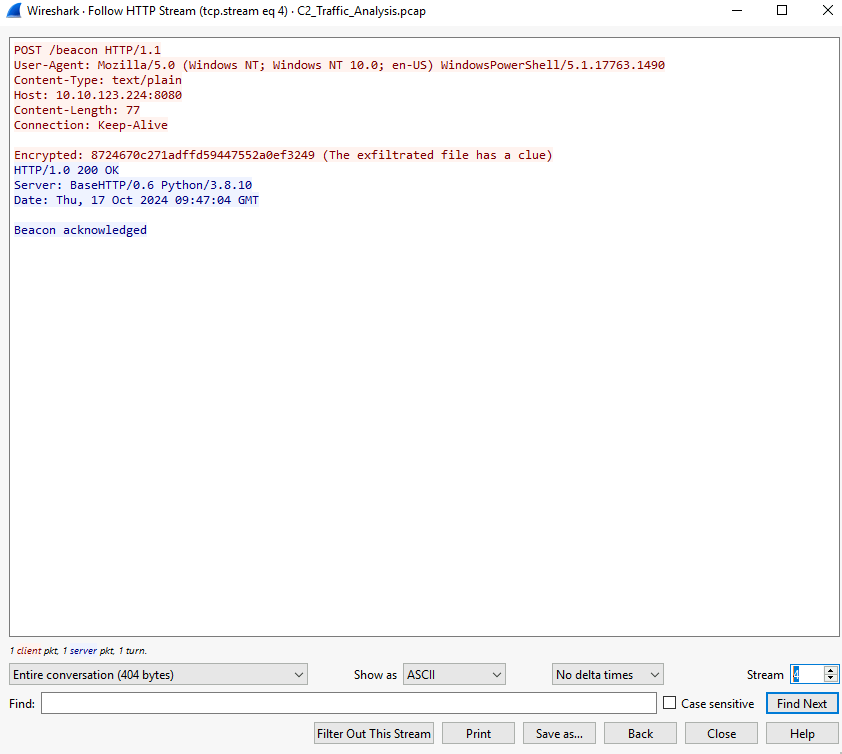 Wireshark · Follow HTTP Stream (tcp.stream eq 4) · C2_Traffic_Analysis.pcap
POST /beacon HTTP/1.1
User-Agent: Mozilla/5.0 (Windows NT; Windows NT 10.0; en-US) WindowsPowerShell/5.1.17763.1490
Content-Type: text/plain
Host: 10.10.123.224:8080
Content-Length: 77
Connection: Keep-Alive
Encrypted: 8724670c271adffd59447552a0ef3249 (The exfiltrated file has a clue)
HTTP/1.0 200 OK
Server: BaseHTTP/0.6 Python/3.8.10
Date: Thu, 17 Oct 2024 09:47:04 GMT
Beacon acknowledged
1 client pkt, 1 server pkt, 1 turn.
Entire conversation (404 bytes) Show as ASCII No delta times Stream 4
Find: Case sensitive Find Next
Filter Out This Stream Print Save as... Back Close Help